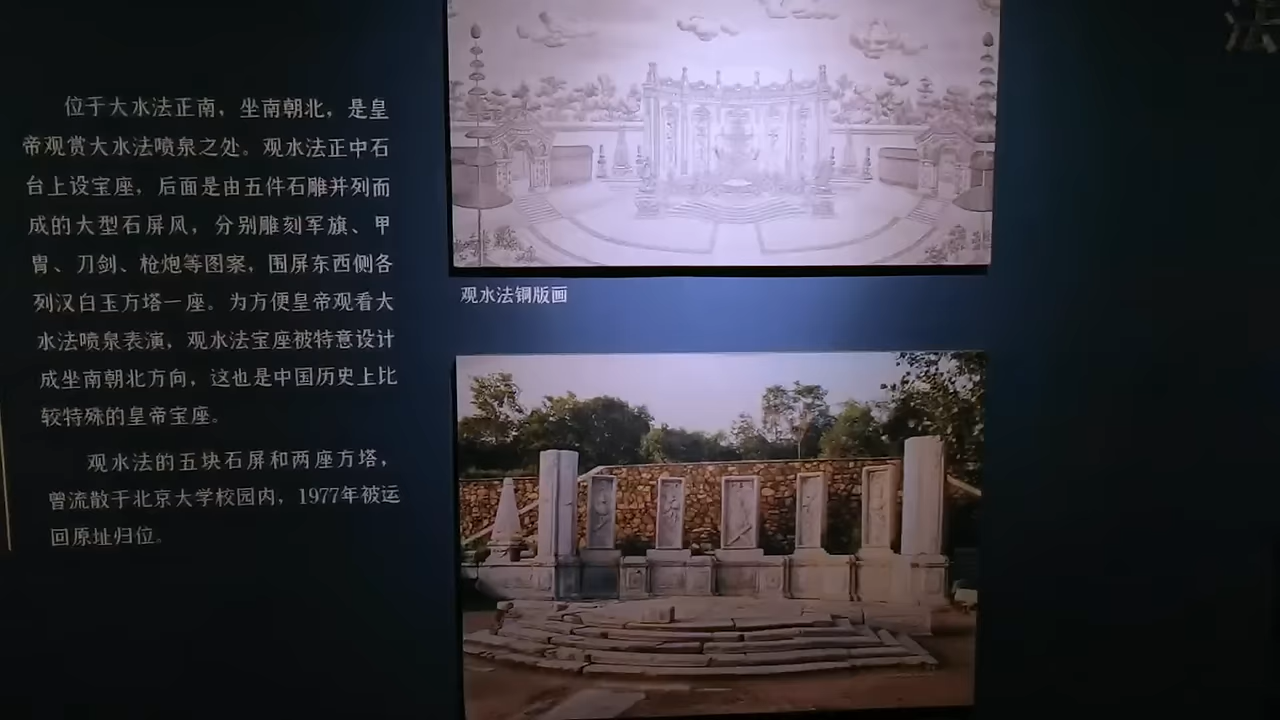 位于大水法正南，坐南朝北，是皇
帝观赏大水法喷泉之处。观水法正中石
台上设宝座，后面是由五件石雕并列而
成的大型石屏风，分别雕刻军旗、甲
胄、刀剑、枪炮等图案，围屏东西侧各
列汉白玉方塔一座。为方便皇帝观看大
水法喷泉表演，观水法宝座被特意设计
成坐南朝北方向，这也是中国历史上比
较特殊的皇帝宝座。
观水法的五块石屏和两座方塔，
曾流散于北京大学校园内，1977年被运
回原址归位。
观水法铜版画
法